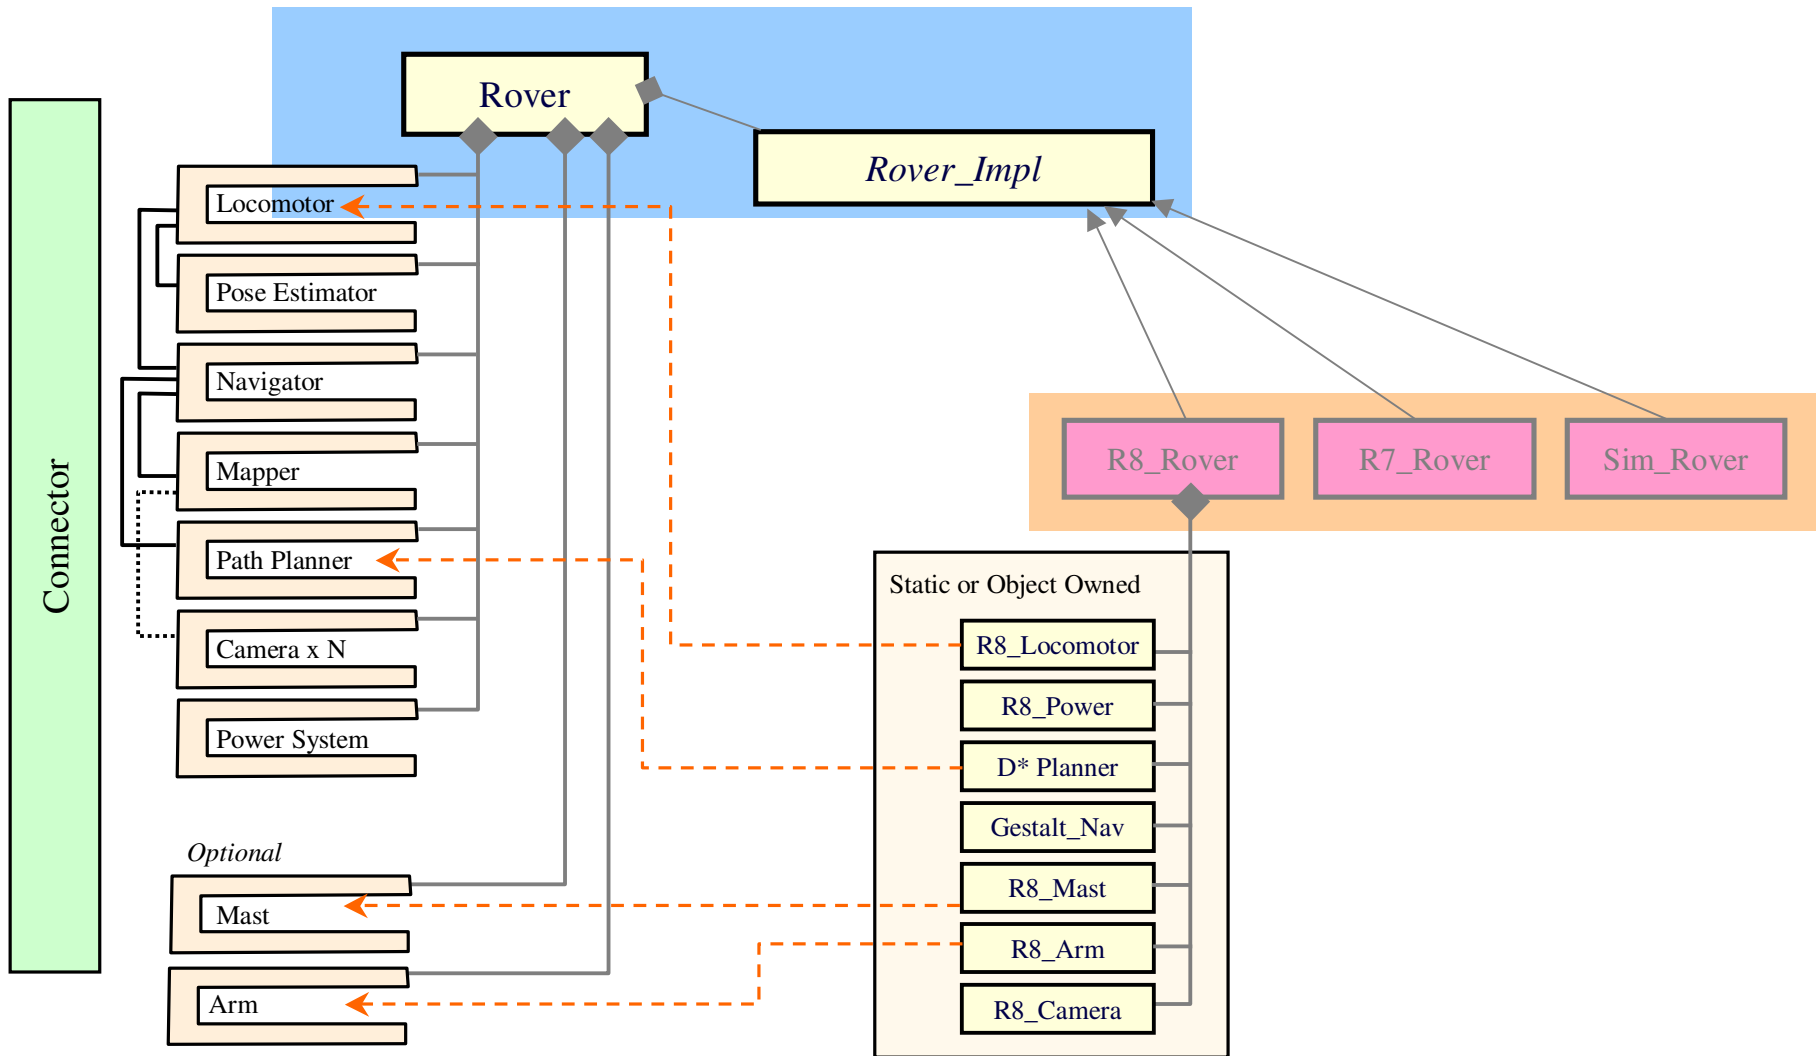 Rover
Rover_Impl
Connector
Locomotor
Pose Estimator
Navigator
Mapper
Path Planner
Camera x N
Power System
Optional
Mast
Arm
R8_Rover
R7_Rover
Sim_Rover
Static or Object Owned
R8_Locomotor
R8_Power
D* Planner
Gestalt_Nav
R8_Mast
R8_Arm
R8_Camera